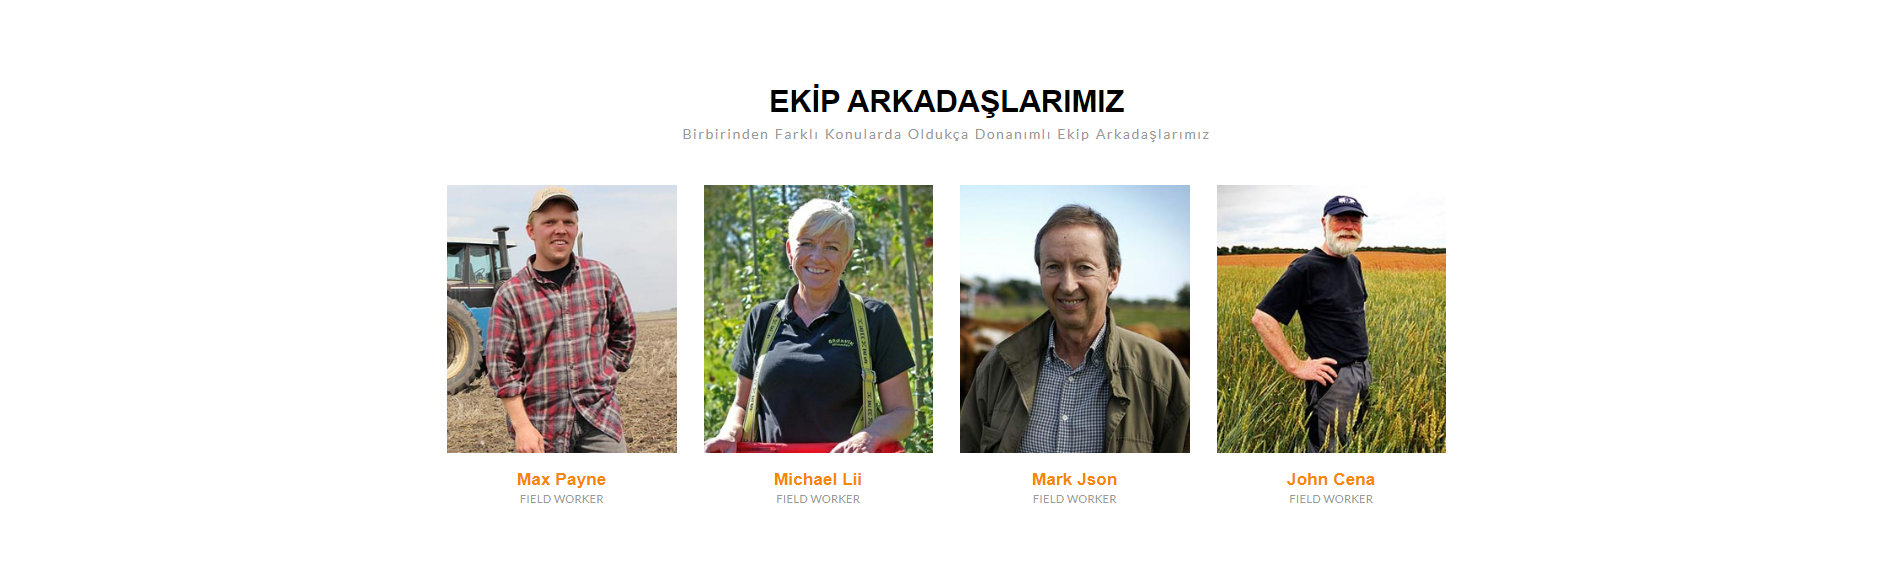 EKİP ARKADAŞLARIMIZ
Birbirinden Farklı Konularda Oldukça Donanımlı Ekip Arkadaşlarımız
Max Payne
FIELD WORKER
Michael Lii
FIELD WORKER
Mark Json
FIELD WORKER
John Cena
FIELD WORKER